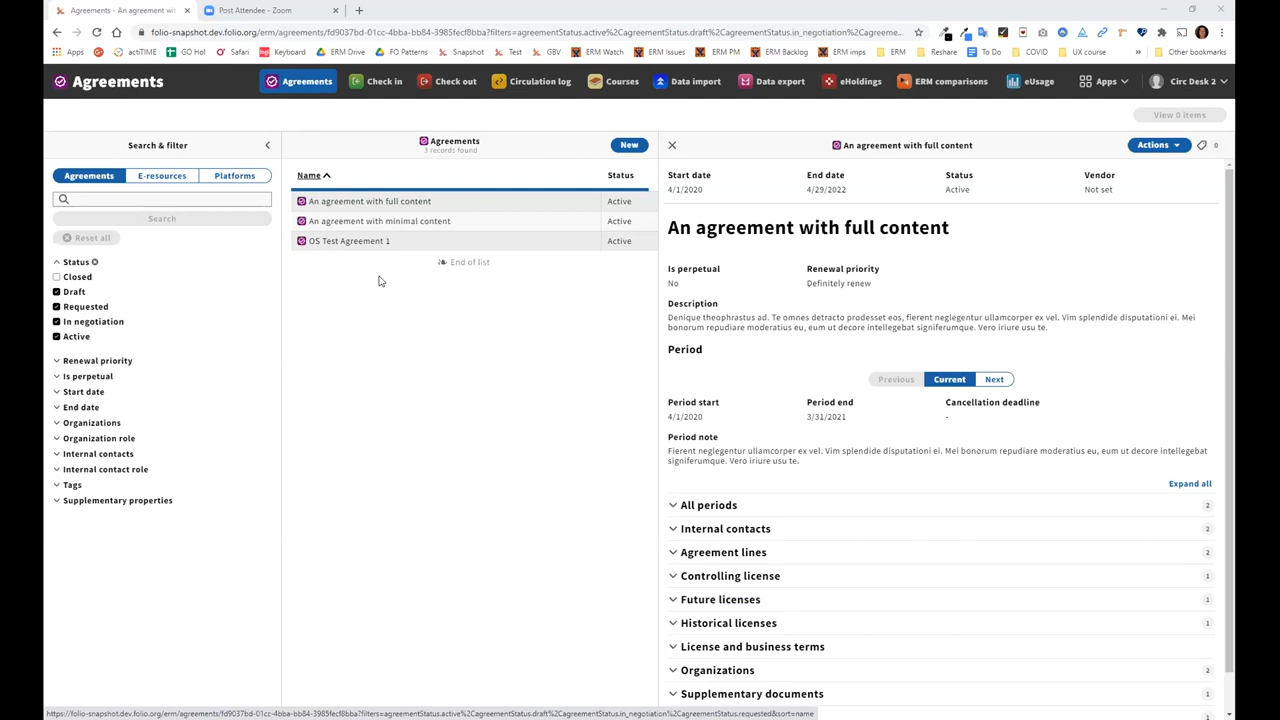 Agreements - An agreement with f
Post Attendee - Zoom
folio-snapshot.dev.folio.org/erm/agreements/fd9037bd-01cc-4bba-bb84-3985fecf8bba?filters=agreementStatus.active%2CagreementStatus.draft%2CagreementStatus.in_negotiation%2Cagreeme...
Apps
actiTIME
GO Hol
Safari
Keyboard
ERM Drive
FO Patterns
Snapshot
Test
GBV
ERM Watch
ERM Issues
ERM PM
ERM Backlog
ERM imps
ERM
Reshare
To Do
COVID
UX course
»
Other bookmarks
Agreements
Agreements
Check in
Check out
Circulation log
Courses
Data import
Data export
eHoldings
ERM comparisons
eUsage
Apps
Circ Desk 2
View 0 items
Search & filter
Agreements
3 records found
New
An agreement with full content
Actions
0
Agreements
E-resources
Platforms
Search
Reset all
Status
Closed
Draft
Requested
In negotiation
Active
Renewal priority
Is perpetual
Start date
End date
Organizations
Organization role
Internal contacts
Internal contact role
Tags
Supplementary properties
Name
Status
An agreement with full content
Active
An agreement with minimal content
Active
OS Test Agreement 1
Active
End of list
Start date
End date
Status
Vendor
4/1/2020
4/29/2022
Active
Not set
An agreement with full content
Is perpetual
Renewal priority
No
Definitely renew
Description
Denique theophrastus ad. Te omnes detracto prodesset eos, fierent neglegentur ullamcorper ex vel. Vim splendide disputationi ei. Mei
bonorum repudiare moderatius eu, eum ut decore intellegebat signiferumque. Vero iriure usu te.
Period
Previous
Current
Next
Period start
Period end
Cancellation deadline
4/1/2020
3/31/2021
-
Period note
Fierent neglegentur ullamcorper ex vel. Vim splendide disputationi ei. Mei bonorum repudiare moderatius eu, eum ut decore intellegebat
signiferumque. Vero iriure usu te.
Expand all
All periods
2
Internal contacts
2
Agreement lines
2
Controlling license
1
Future licenses
1
Historical licenses
1
License and business terms
Organizations
2
Supplementary documents
1
1
https://folio-snapshot.dev.folio.org/erm/agreements/fd9037bd-01cc-4bba-bb84-3985fecf8bba?filters=agreementStatus.active%2CagreementStatus.draft%2CagreementStatus.in_negotiation%2CagreementStatus.requested&sort=name